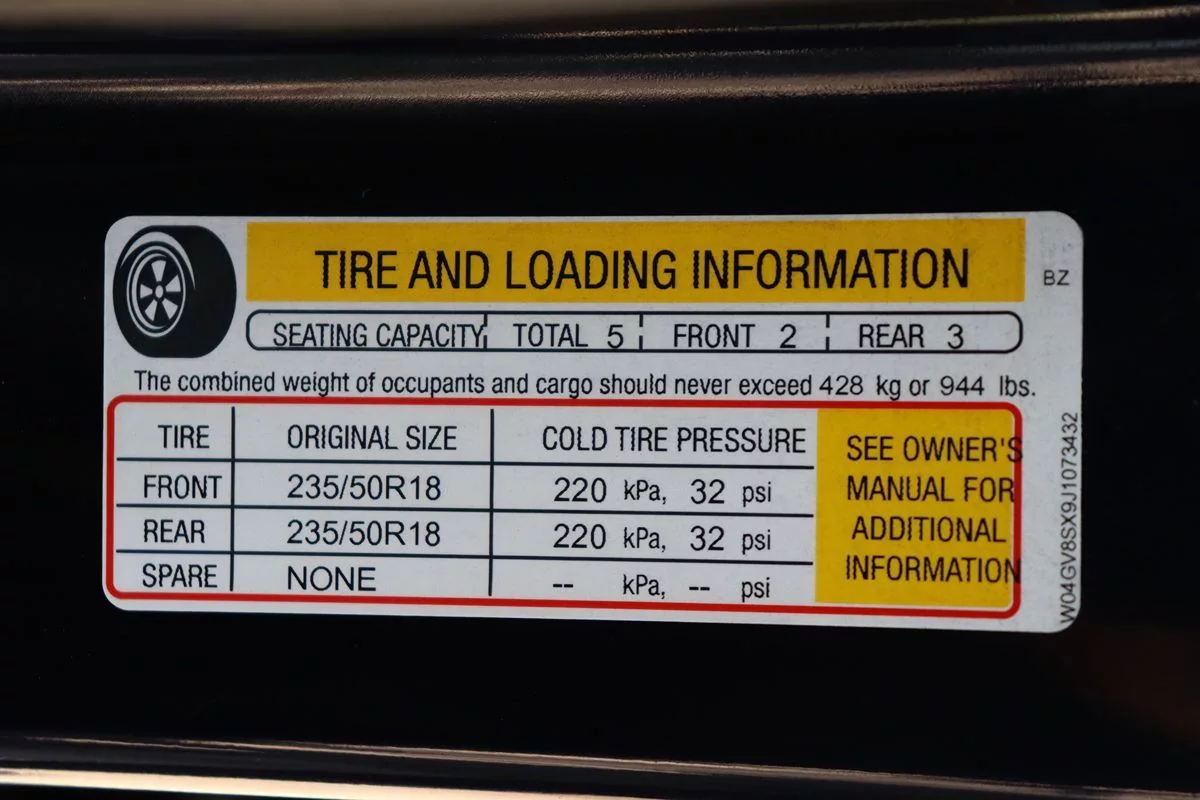 TIRE AND LOADING INFORMATION
BZ
SEATING CAPACITY TOTAL 5 FRONT 2 REAR 3
The combined weight of occupants and cargo should never exceed 428 kg or 944 lbs.
TIRE ORIGINAL SIZE COLD TIRE PRESSURE
FRONT 235/50R18 220 kPa, 32 psi
REAR 235/50R18 220 kPa, 32 psi
SPARE NONE -- kPa, -- psi
SEE OWNER'S
MANUAL FOR
ADDITIONAL
INFORMATION
W04GV8SX9J1073432